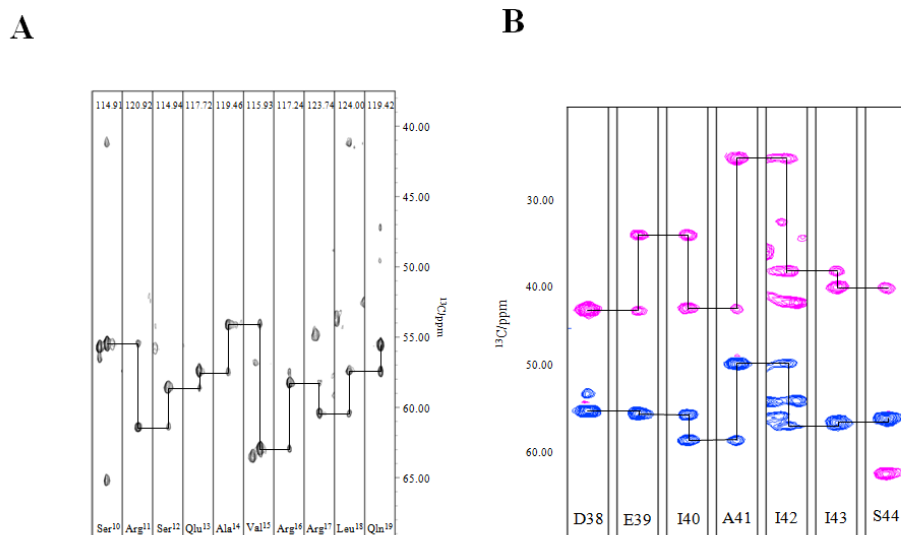 A
B
114.91 120.92 114.94 117.72 119.46 115.93 117.24 123.74 124.00 119.42
40.00
45.00
50.00
55.00
60.00
65.00
¹³C/ppm
Ser¹⁰ Arg¹¹ Ser¹² Qlu¹³ Ala¹⁴ Val¹⁵ Arg¹⁶ Arg¹⁷ Leu¹⁸ Qln¹⁹
30.00
40.00
50.00
60.00
¹³C/ppm
D38 E39 I40 A41 I42 I43 S44